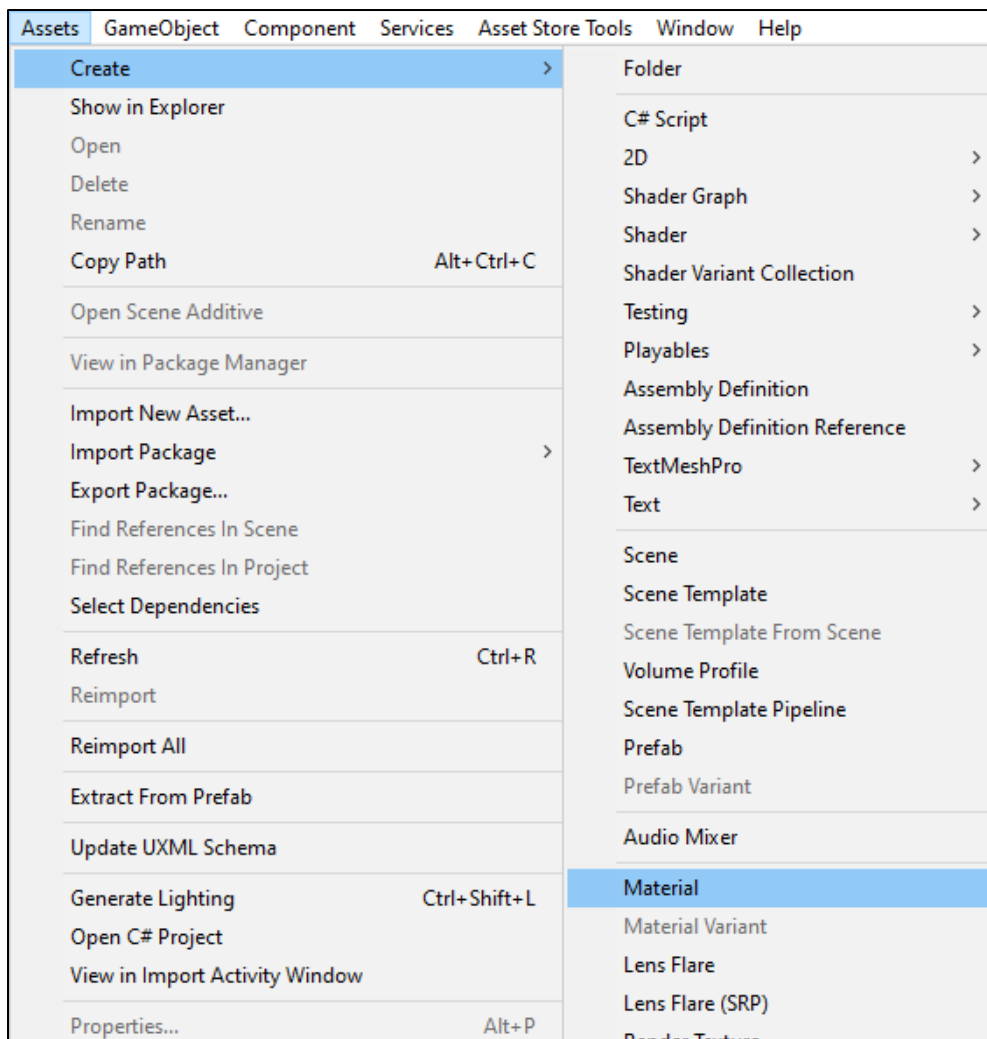 Assets GameObject Component Services Asset Store Tools Window Help
Create >
Show in Explorer
Open
Delete
Rename
Copy Path Alt+Ctrl+C
Open Scene Additive
View in Package Manager
Import New Asset...
Import Package >
Export Package...
Find References In Scene
Find References In Project
Select Dependencies
Refresh Ctrl+R
Reimport
Reimport All
Extract From Prefab
Update UXML Schema
Generate Lighting Ctrl+Shift+L
Open C# Project
View in Import Activity Window
Properties... Alt+P
Folder
C# Script
2D >
Shader Graph >
Shader >
Shader Variant Collection
Testing >
Playables >
Assembly Definition
Assembly Definition Reference
TextMeshPro >
Text >
Scene
Scene Template
Scene Template From Scene
Volume Profile
Scene Template Pipeline
Prefab
Prefab Variant
Audio Mixer
Material
Material Variant
Lens Flare
Lens Flare (SRP)
Render Texture